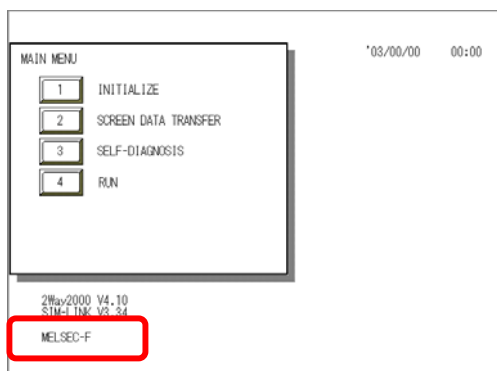 '03/00/00 00:00
MAIN MENU
1 INITIALIZE
2 SCREEN DATA TRANSFER
3 SELF-DIAGNOSIS
4 RUN
2Way2000 V4.10
SIM-LINK V3.34
MELSEC-F